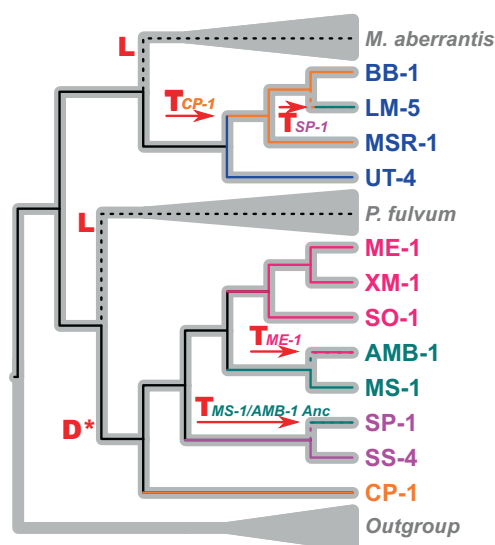 L
M. aberrantis
BB-1
T CP-1
LM-5
T SP-1
MSR-1
UT-4
L
P. fulvum
ME-1
XM-1
SO-1
T ME-1
AMB-1
MS-1
T MS-1/AMB-1 Anc
SP-1
D*
SS-4
CP-1
Outgroup